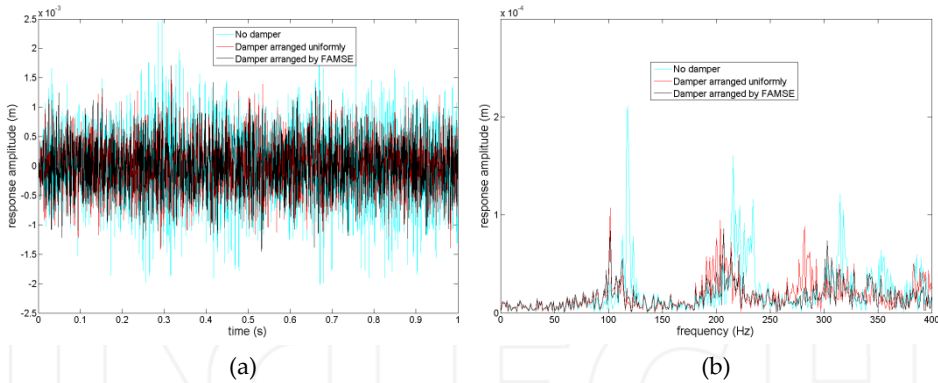 x 10⁻³
2.5
2
1.5
1
0.5
0
-0.5
-1
-1.5
-2
-2.5
response amplitude (m)
No damper
Damper arranged uniformly
Damper arranged by FAMSE
0 0.1 0.2 0.3 0.4 0.5 0.6 0.7 0.8 0.9 1
time (s)
(a)
x 10⁻⁴
3
2
1
0
response amplitude (m)
No damper
Damper arranged uniformly
Damper arranged by FAMSE
0 50 100 150 200 250 300 350 400
frequency (Hz)
(b)